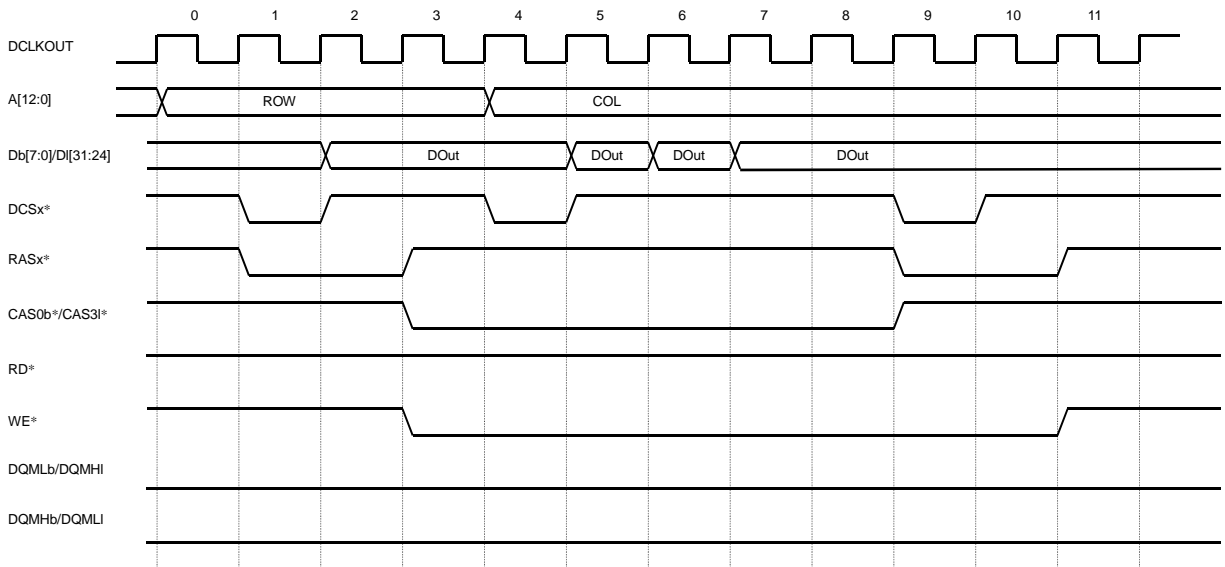 0 1 2 3 4 5 6 7 8 9 10 11
DCLKOUT
A[12:0] ROW COL
Db[7:0]/Dl[31:24] DOut DOut DOut DOut
DCSx*
RASx*
CAS0b*/CAS3l*
RD*
WE*
DQMLb/DQMHl
DQMHb/DQMLl